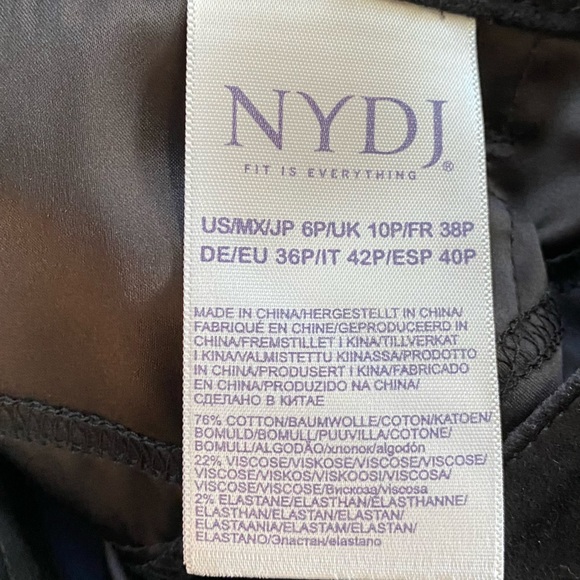 NYDJ®
FIT IS EVERYTHING
US/MX/JP 6P/UK 10P/FR 38P
DE/EU 36P/IT 42P/ESP 40P
MADE IN CHINA/HERGESTELLT IN CHINA/
FABRIQUÉ EN CHINE/GEPRODUCEERD IN
CHINA/FREMSTILLET I KINA/TILLVERKAT
I KINA/VALMISTETTU KIINASSA/PRODOTTO
IN CHINA/PRODUSERT I KINA/FABRICADO
EN CHINA/PRODUZIDO NA CHINA/
СДЕЛАНО В КИТАЕ
76% COTTON/BAUMWOLLE/COTON/KATOEN/
BOMULD/BOMULL/PUUVILLA/COTONE/
BOMULL/ALGODÃO/хлопок/algodón
22% VISCOSE/VISKOSE/VISCOSE/VISCOSE/
VISCOSE/VISKOS/VISKOOSI/VISCOSA/
VISCOSE/VISCOSE/Вискоза/viscosa
2% ELASTANE/ELASTHAN/ÉLASTHANNE/
ELASTHAN/ELASTAN/ELASTAN/
ELASTAANIA/ELASTAM/ELASTAN/
ELASTANO/Эластан/elastano